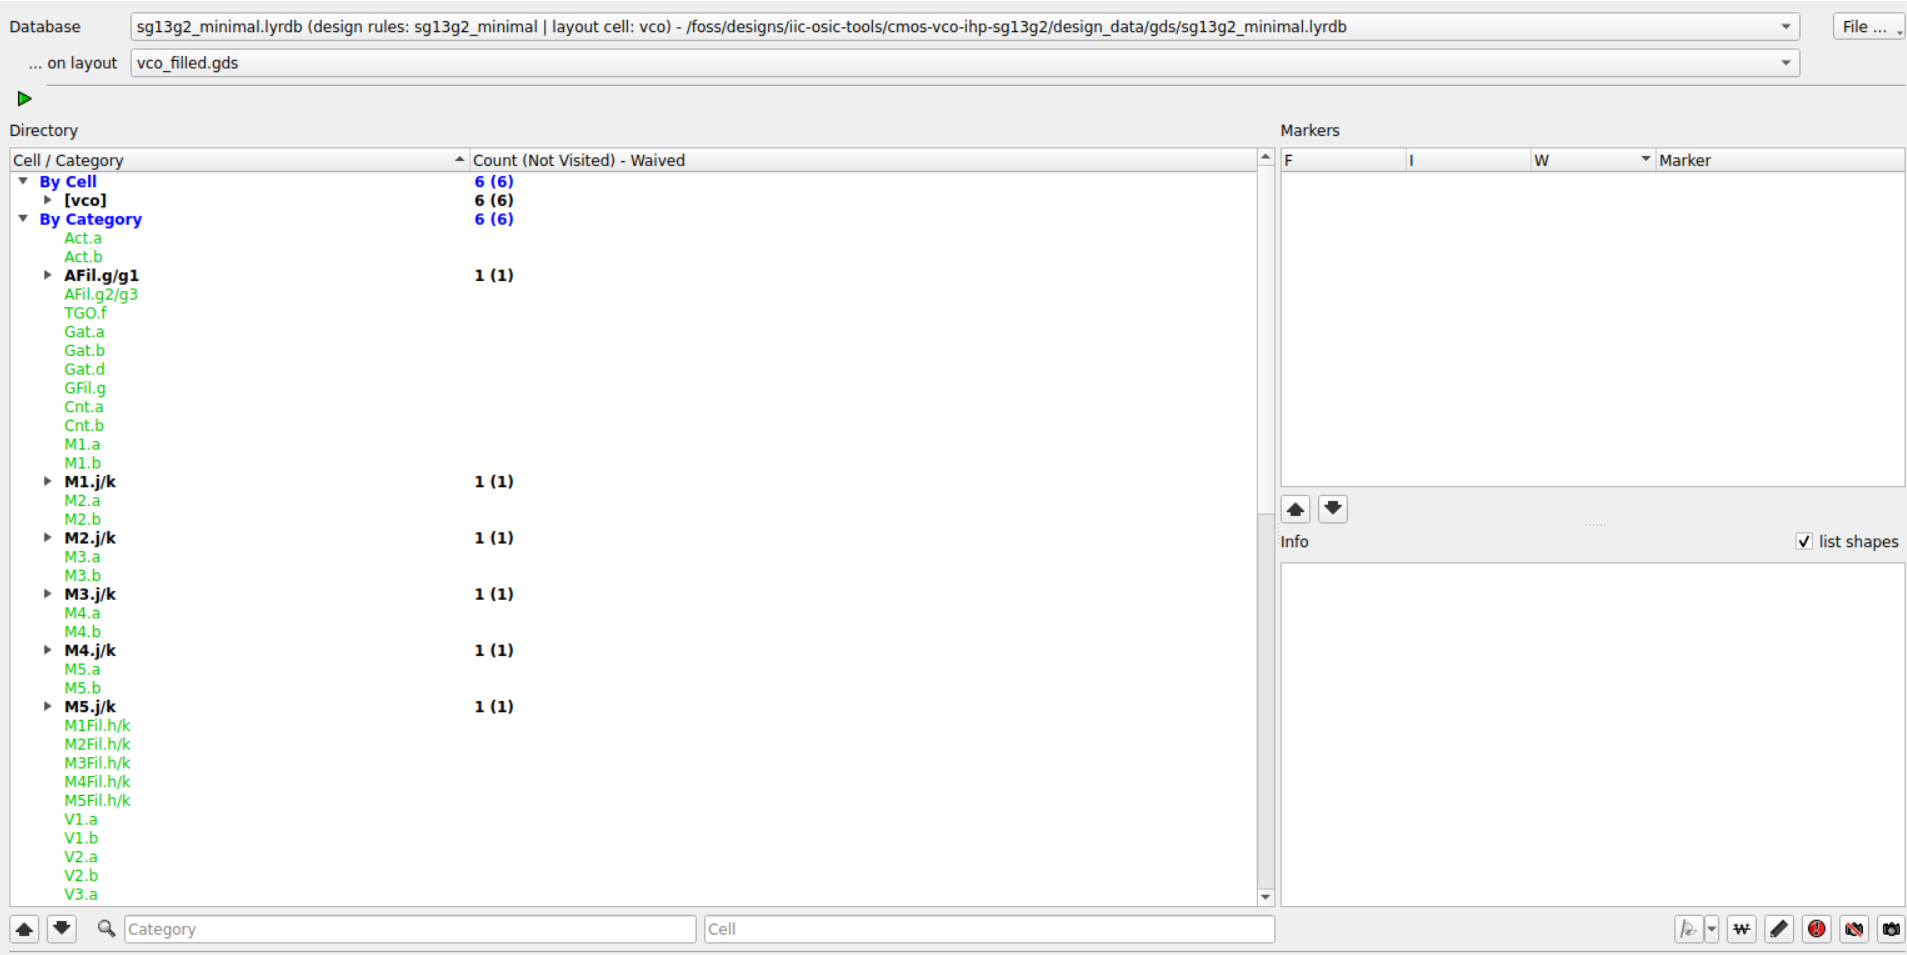 Database sg13g2_minimal.lyrdb (design rules: sg13g2_minimal | layout cell: vco) - /foss/designs/iic-osic-tools/cmos-vco-ihp-sg13g2/design_data/gds/sg13g2_minimal.lyrdb File ...
... on layout vco_filled.gds
Directory
Cell / Category Count (Not Visited) - Waived
By Cell 6 (6)
[vco] 6 (6)
By Category 6 (6)
Act.a
Act.b
AFil.g/g1 1 (1)
AFil.g2/g3
TGO.f
Gat.a
Gat.b
Gat.d
GFil.g
Cnt.a
Cnt.b
M1.a
M1.b
M1.j/k 1 (1)
M2.a
M2.b
M2.j/k 1 (1)
M3.a
M3.b
M3.j/k 1 (1)
M4.a
M4.b
M4.j/k 1 (1)
M5.a
M5.b
M5.j/k 1 (1)
M1Fil.h/k
M2Fil.h/k
M3Fil.h/k
M4Fil.h/k
M5Fil.h/k
V1.a
V1.b
V2.a
V2.b
V3.a
Category Cell
Markers
F I W Marker
Info list shapes
W